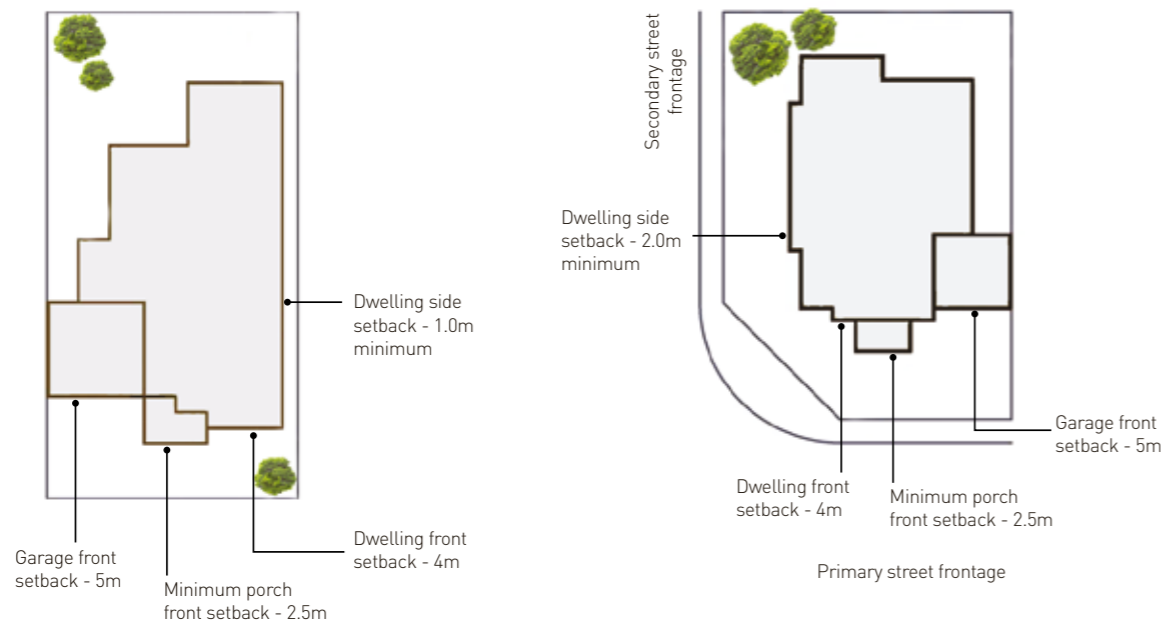 Dwelling side
setback - 1.0m
minimum
Garage front
setback - 5m
Minimum porch
front setback - 2.5m
Dwelling front
setback - 4m
Secondary street
frontage
Dwelling side
setback - 2.0m
minimum
Dwelling front
setback - 4m
Minimum porch
front setback - 2.5m
Garage front
setback - 5m
Primary street frontage